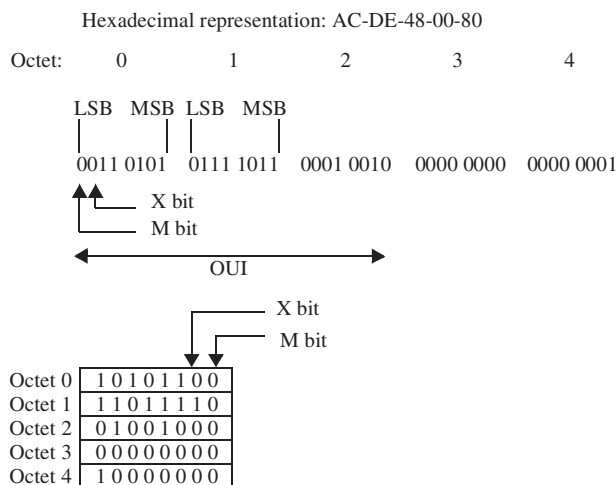 Hexadecimal representation: AC-DE-48-00-80
Octet: 0 1 2 3 4
LSB MSB LSB MSB
0011 0101 0111 1011 0001 0010 0000 0000 0000 0001
X bit
M bit
OUI
X bit
M bit
Octet 0 1 0 1 0 1 1 0 0
Octet 1 1 1 0 1 1 1 1 0
Octet 2 0 1 0 0 1 0 0 0
Octet 3 0 0 0 0 0 0 0 0
Octet 4 1 0 0 0 0 0 0 0